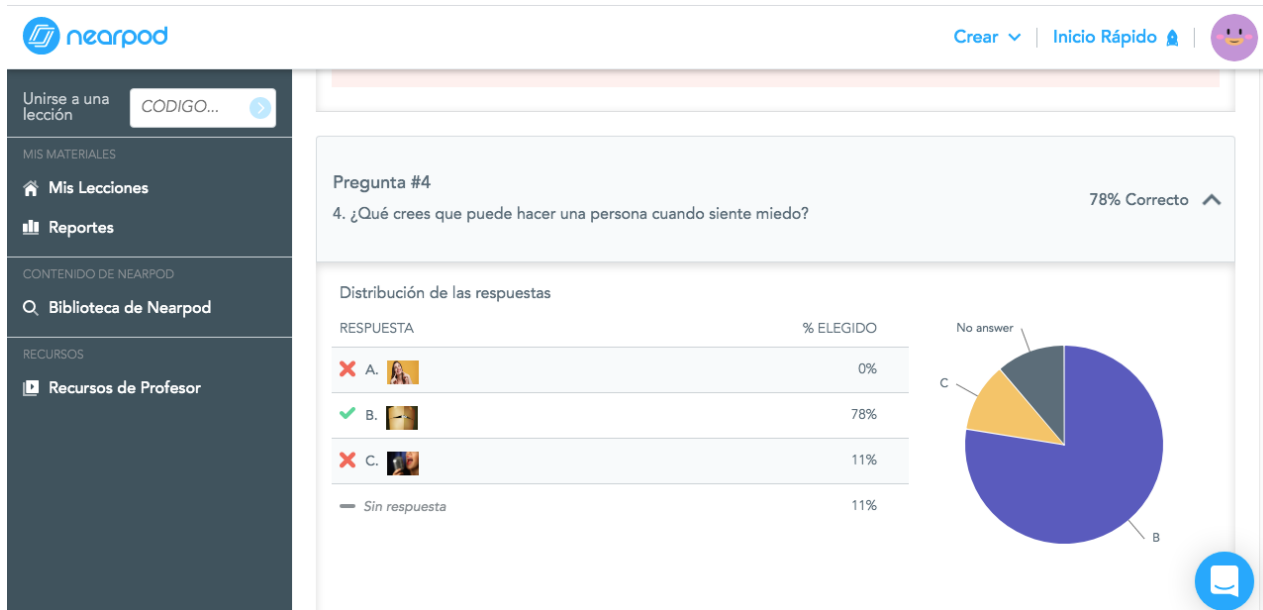 nearpod
Crear
Inicio Rápido
Unirse a una
lección
CODIGO...
MIS MATERIALES
Mis Lecciones
Reportes
CONTENIDO DE NEARPOD
Biblioteca de Nearpod
RECURSOS
Recursos de Profesor
Pregunta #4
4. ¿Qué crees que puede hacer una persona cuando siente miedo?
78% Correcto
Distribución de las respuestas
RESPUESTA % ELEGIDO
A. 0%
B. 78%
C. 11%
Sin respuesta 11%
No answer
C
B